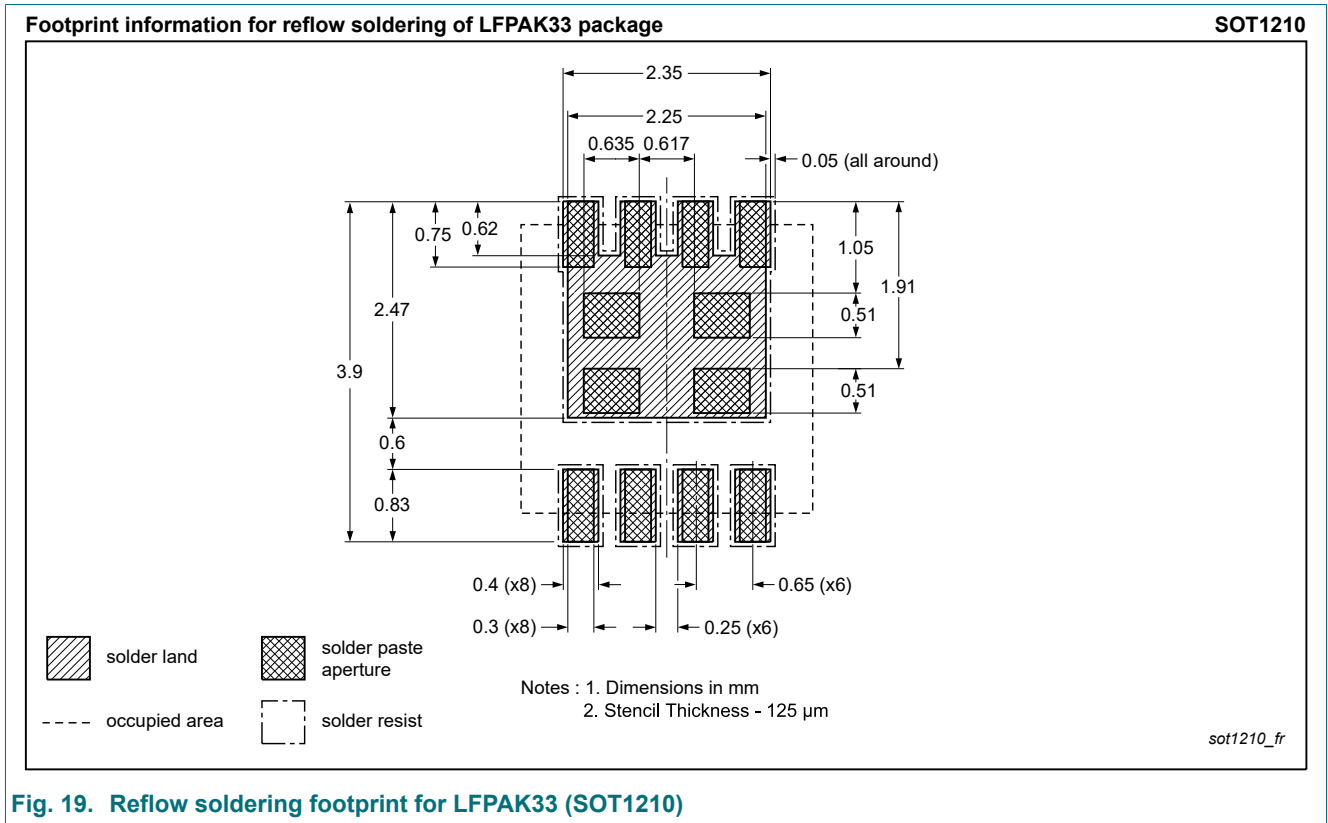 Footprint information for reflow soldering of LFPAK33 package SOT1210
2.35
2.25
0.635 0.617
0.05 (all around)
0.75 0.62
1.05
1.91
2.47
0.51
3.9
0.51
0.6
0.83
0.4 (x8)
0.65 (x6)
0.3 (x8)
0.25 (x6)
solder land
solder paste
aperture
occupied area
solder resist
Notes : 1. Dimensions in mm
2. Stencil Thickness - 125 µm
sot1210_fr
Fig. 19. Reflow soldering footprint for LFPAK33 (SOT1210)